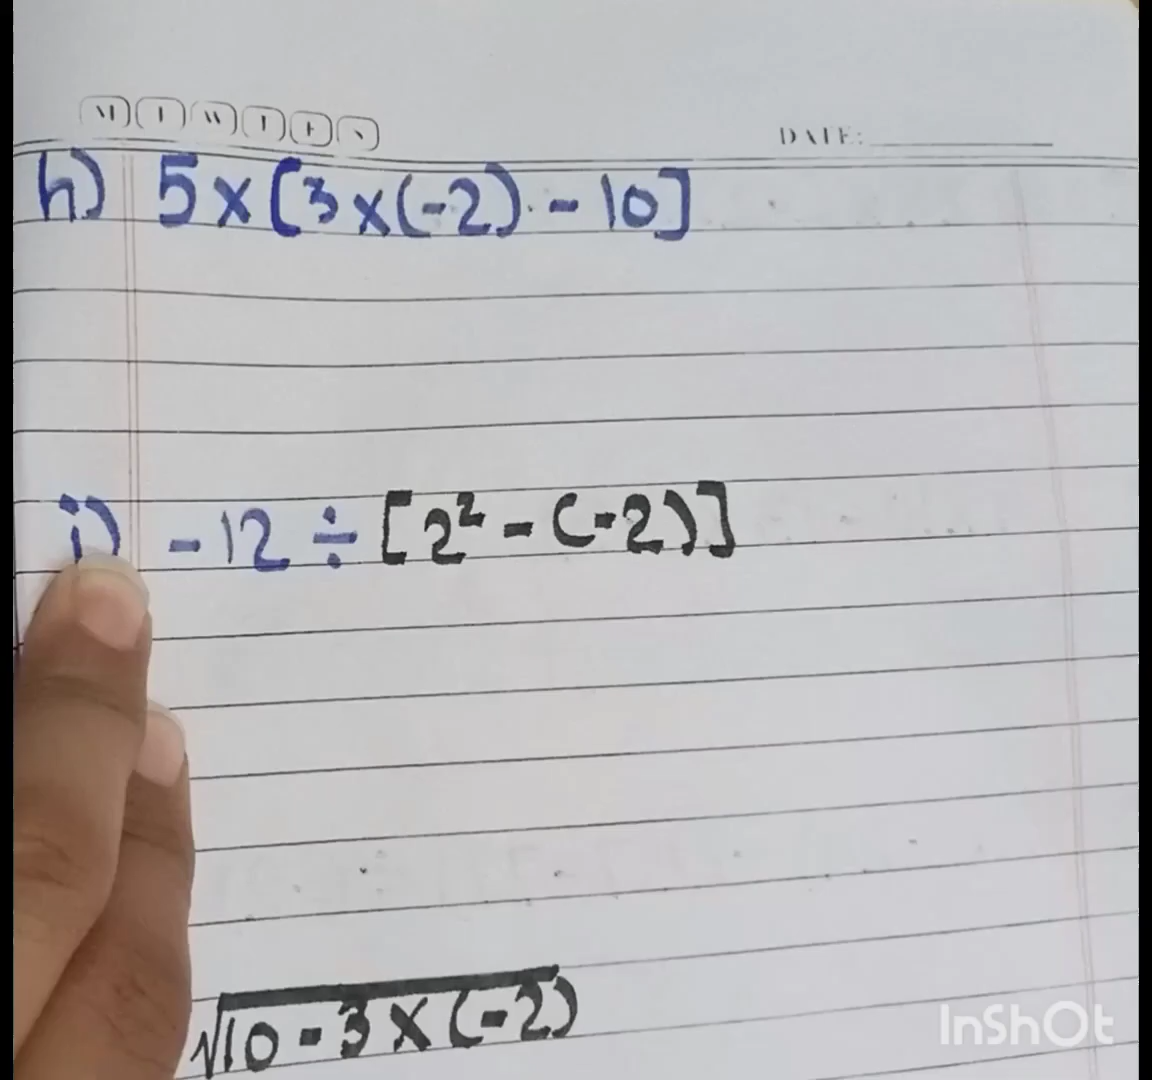 M T W T F S
DATE:
h) 5×[3×(-2) - 10]
i) -12 ÷ [2² - (-2)]
√10 - 3 × (-2)
InShOt